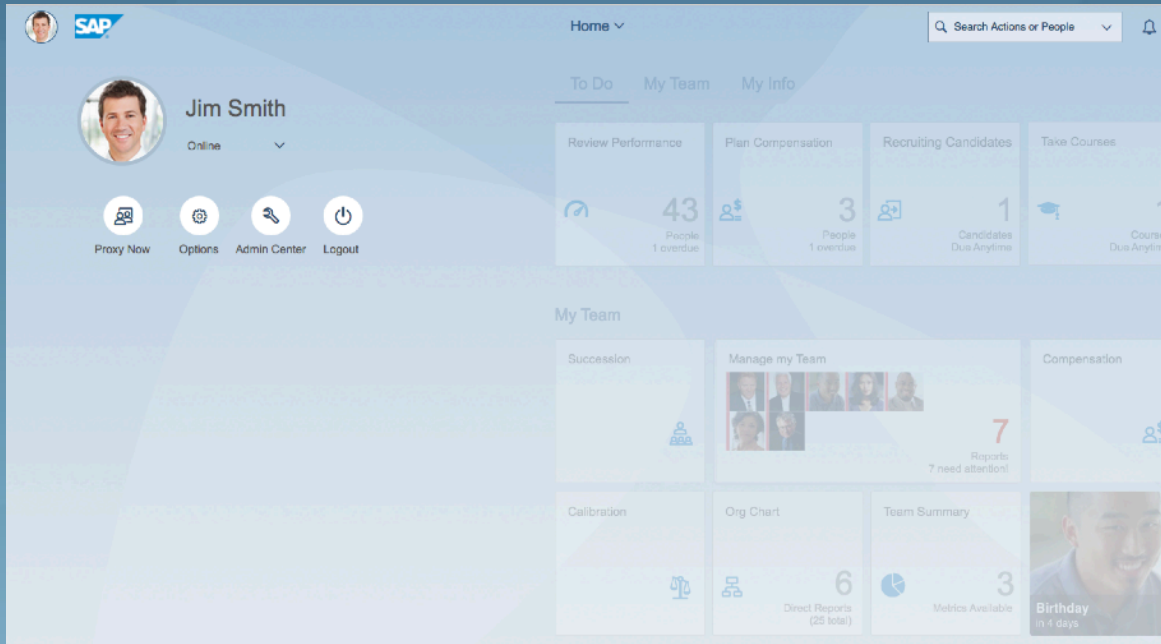 SAP
Home
Search Actions or People
Jim Smith
Online
Proxy Now
Options
Admin Center
Logout
To Do
My Team
My Info
Review Performance
43
People
1 overdue
Plan Compensation
3
People
1 overdue
Recruiting Candidates
1
Candidates
Due Anytime
Take Courses
My Team
Succession
Manage my Team
7
Reports
7 need attention!
Compensation
Calibration
Org Chart
6
Direct Reports
(25 total)
Team Summary
3
Metrics Available
Birthday
in 4 days